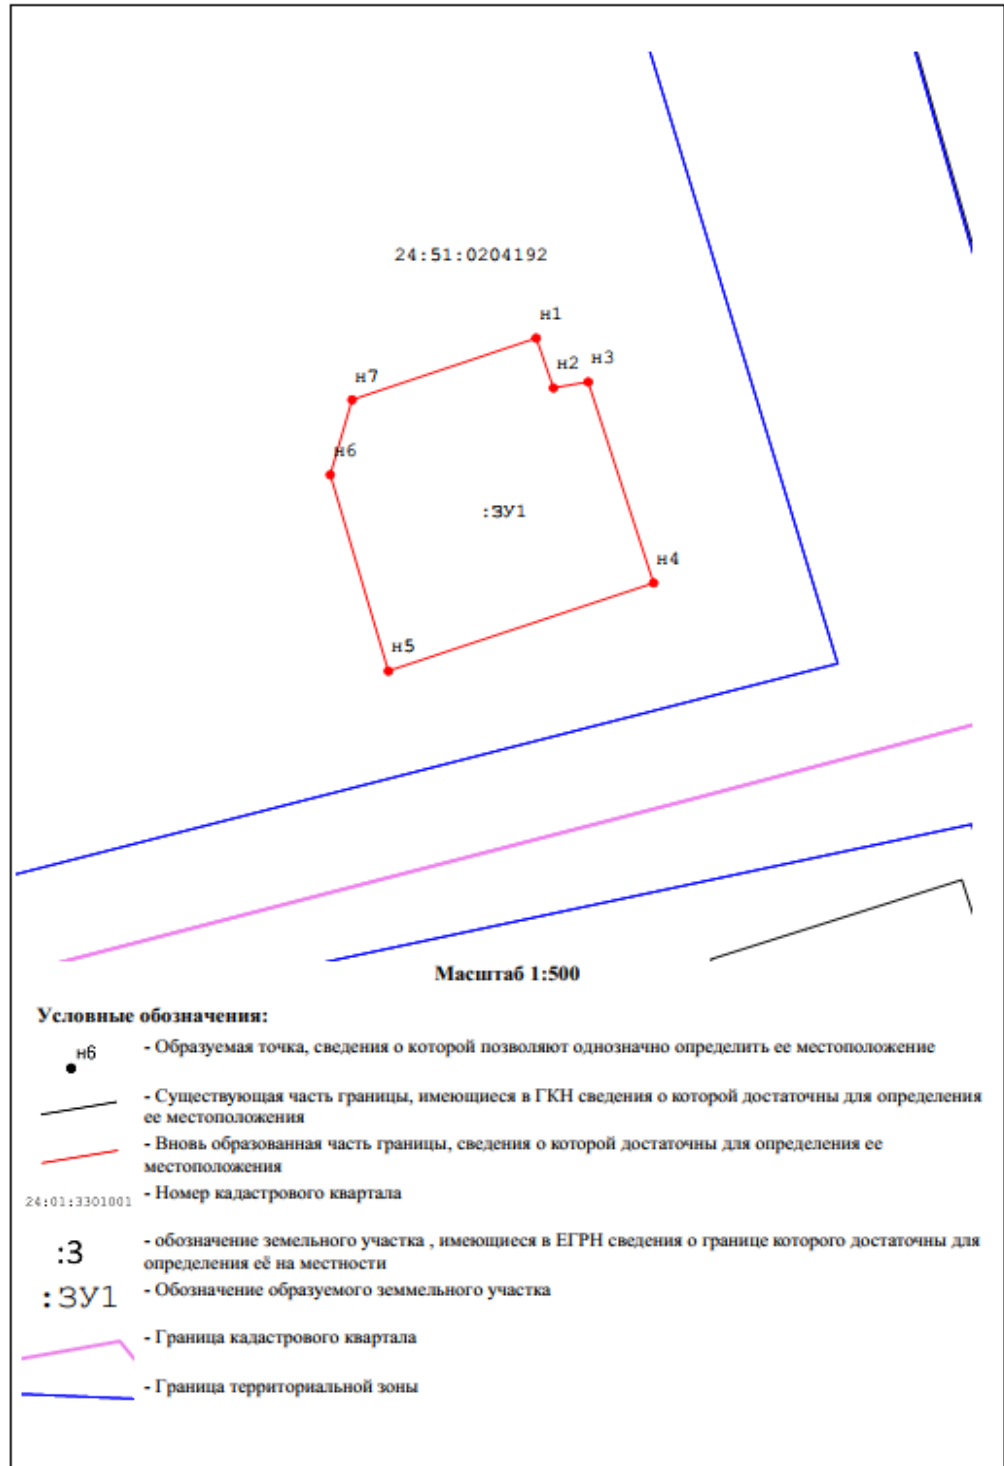 24:51:0204192
н1
н2
н3
н7
н6
:ЗУ1
н4
н5
Масштаб 1:500
Условные обозначения:
н6
- Образуемая точка, сведения о которой позволяют однозначно определить ее местоположение
- Существующая часть границы, имеющиеся в ГКН сведения о которой достаточны для определения
ее местоположения
- Вновь образованная часть границы, сведения о которой достаточны для определения ее
местоположения
24:01:3301001
- Номер кадастрового квартала
:3
- обозначение земельного участка , имеющиеся в ЕГРН сведения о границе которого достаточны для
определения её на местности
:ЗУ1
- Обозначение образуемого земмельного участка
- Граница кадастрового квартала
- Граница территориальной зоны